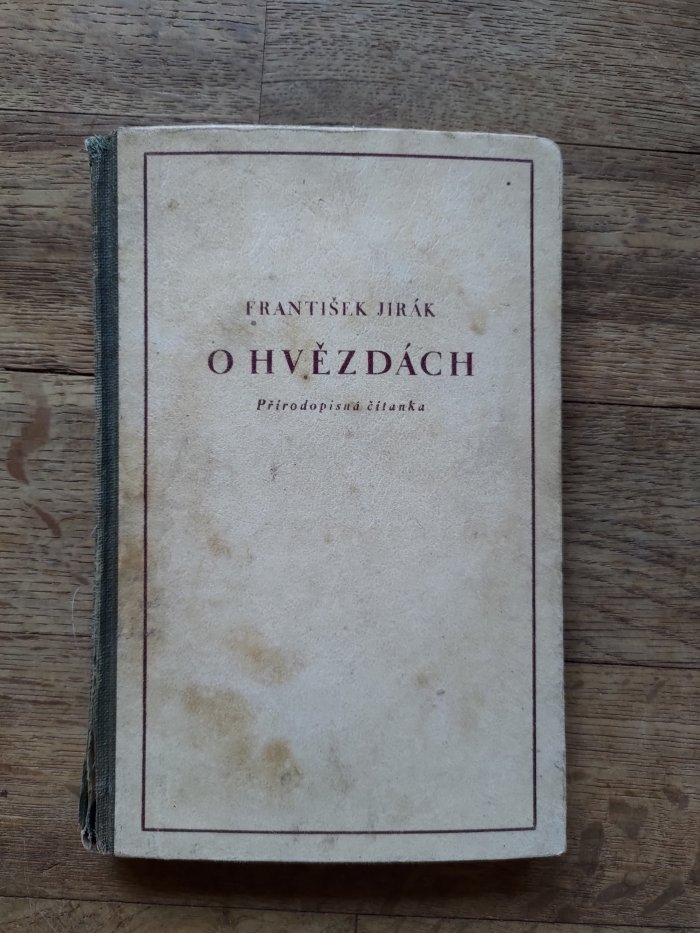 FRANTIŠEK JIRÁK
O HVĚZDÁCH
Přírodopisná čítanka